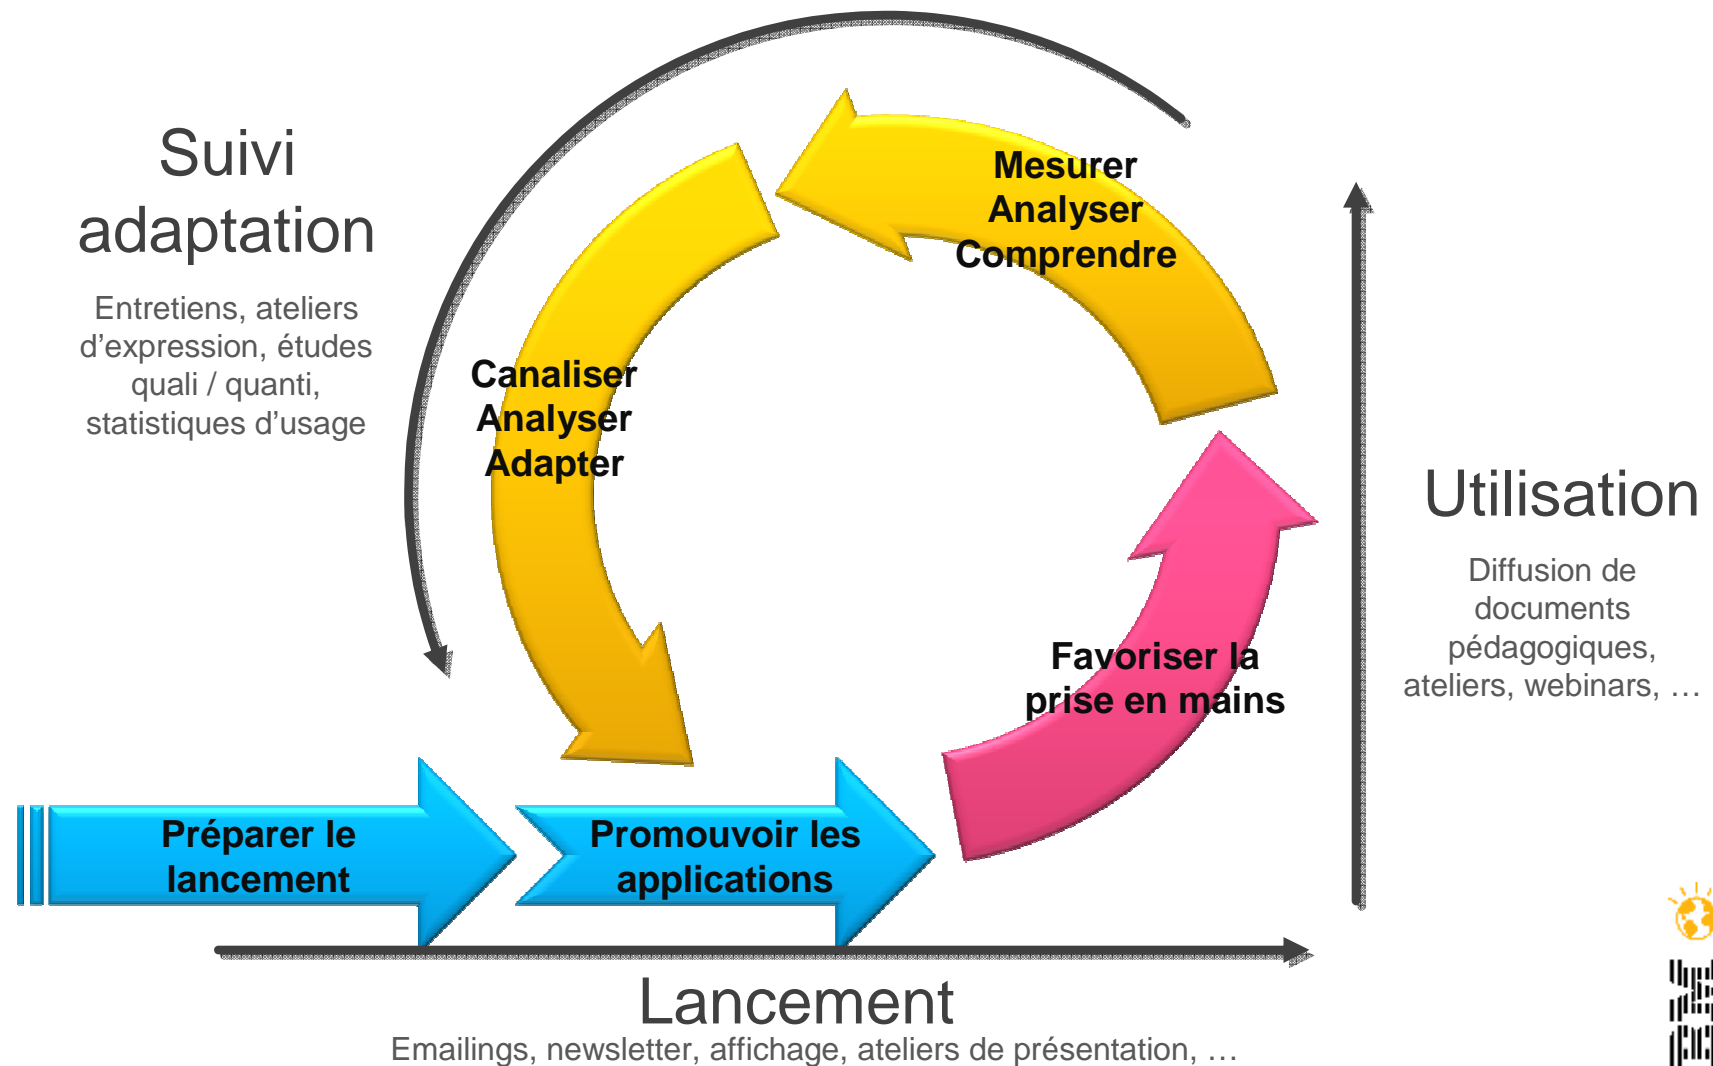 Suivi
adaptation
Entretiens, ateliers
d’expression, études
quali / quanti,
statistiques d’usage
Mesurer
Analyser
Comprendre
Canaliser
Analyser
Adapter
Utilisation
Diffusion de
documents
pédagogiques,
ateliers, webinars, …
Favoriser la
prise en mains
Préparer le
lancement
Promouvoir les
applications
Lancement
Emailings, newsletter, affichage, ateliers de présentation, …
IBM